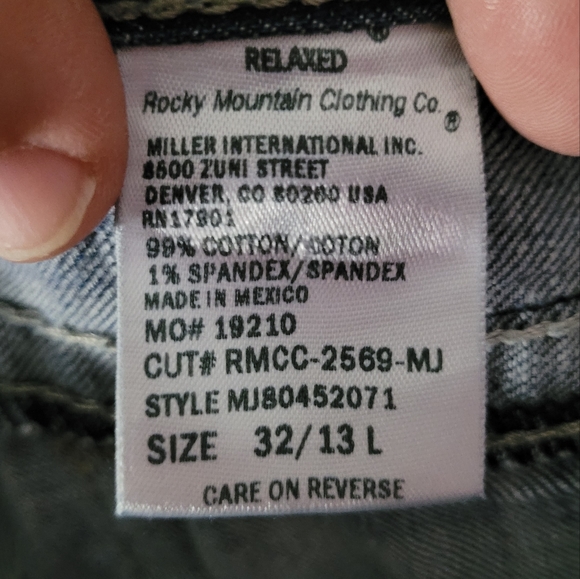 RELAXED
Rocky Mountain Clothing Co.®
MILLER INTERNATIONAL INC.
8500 ZUNI STREET
DENVER, CO 80260 USA
RN17801
99% COTTON/COTON
1% SPANDEX/SPANDEX
MADE IN MEXICO
MO# 19210
CUT# RMCC-2569-MJ
STYLE MJ80452071
SIZE 32/13 L
CARE ON REVERSE